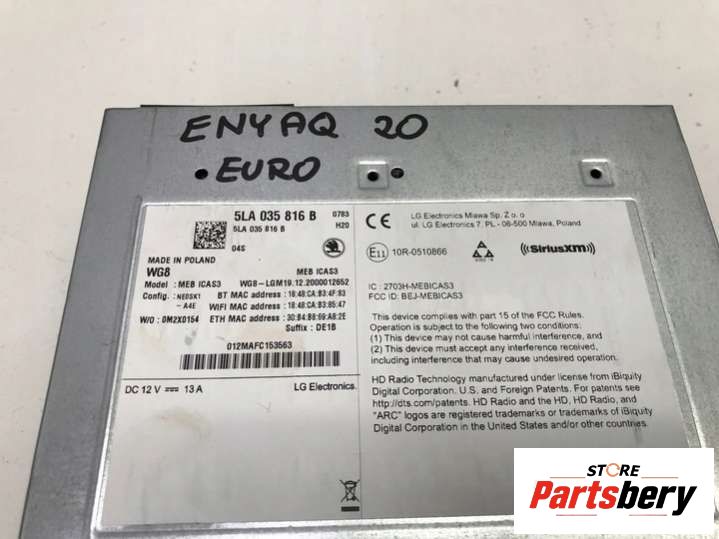 ENYAQ 20
EURO
5LA 035 816 B
0783
5LA 035 816 B
H20
04S
MADE IN POLAND
WG8
MEB ICAS3
Model : MEB ICAS3
WG8-LGM19.12.2000012652
Config. : NE0SK1
-A4E
BT MAC address : 18:48:CA:B3:4F:83
WIFI MAC address : 18:48:CA:B3:B5:47
W/O : DM2X0154
ETH MAC address : 30:B4:B8:69:A8:2E
Suffix : DE1B
012MAFC153563
DC 12 V 13 A
LG Electronics.
CE
LG Electronics Mlawa Sp. Z o. o
ul. LG Electronics 7, PL - 06-500 Mlawa, Poland
E11 10R-0510866
SiriusXM
IC : 2703H-MEBICAS3
FCC ID: BEJ-MEBICAS3
This device complies with part 15 of the FCC Rules.
Operation is subject to the following two conditions:
(1) This device may not cause harmful interference, and
(2) This device must accept any interference received,
including interference that may cause undesired operation.
HD Radio Technology manufactured under license from iBiquity
Digital Corporation, U.S. and Foreign Patents. For patents see
http://dts.com/patents. HD Radio and the HD, HD Radio, and
"ARC" logos are registered trademarks or trademarks of iBiquity
Digital Corporation in the United States and/or other countries.
STORE
Partsbery